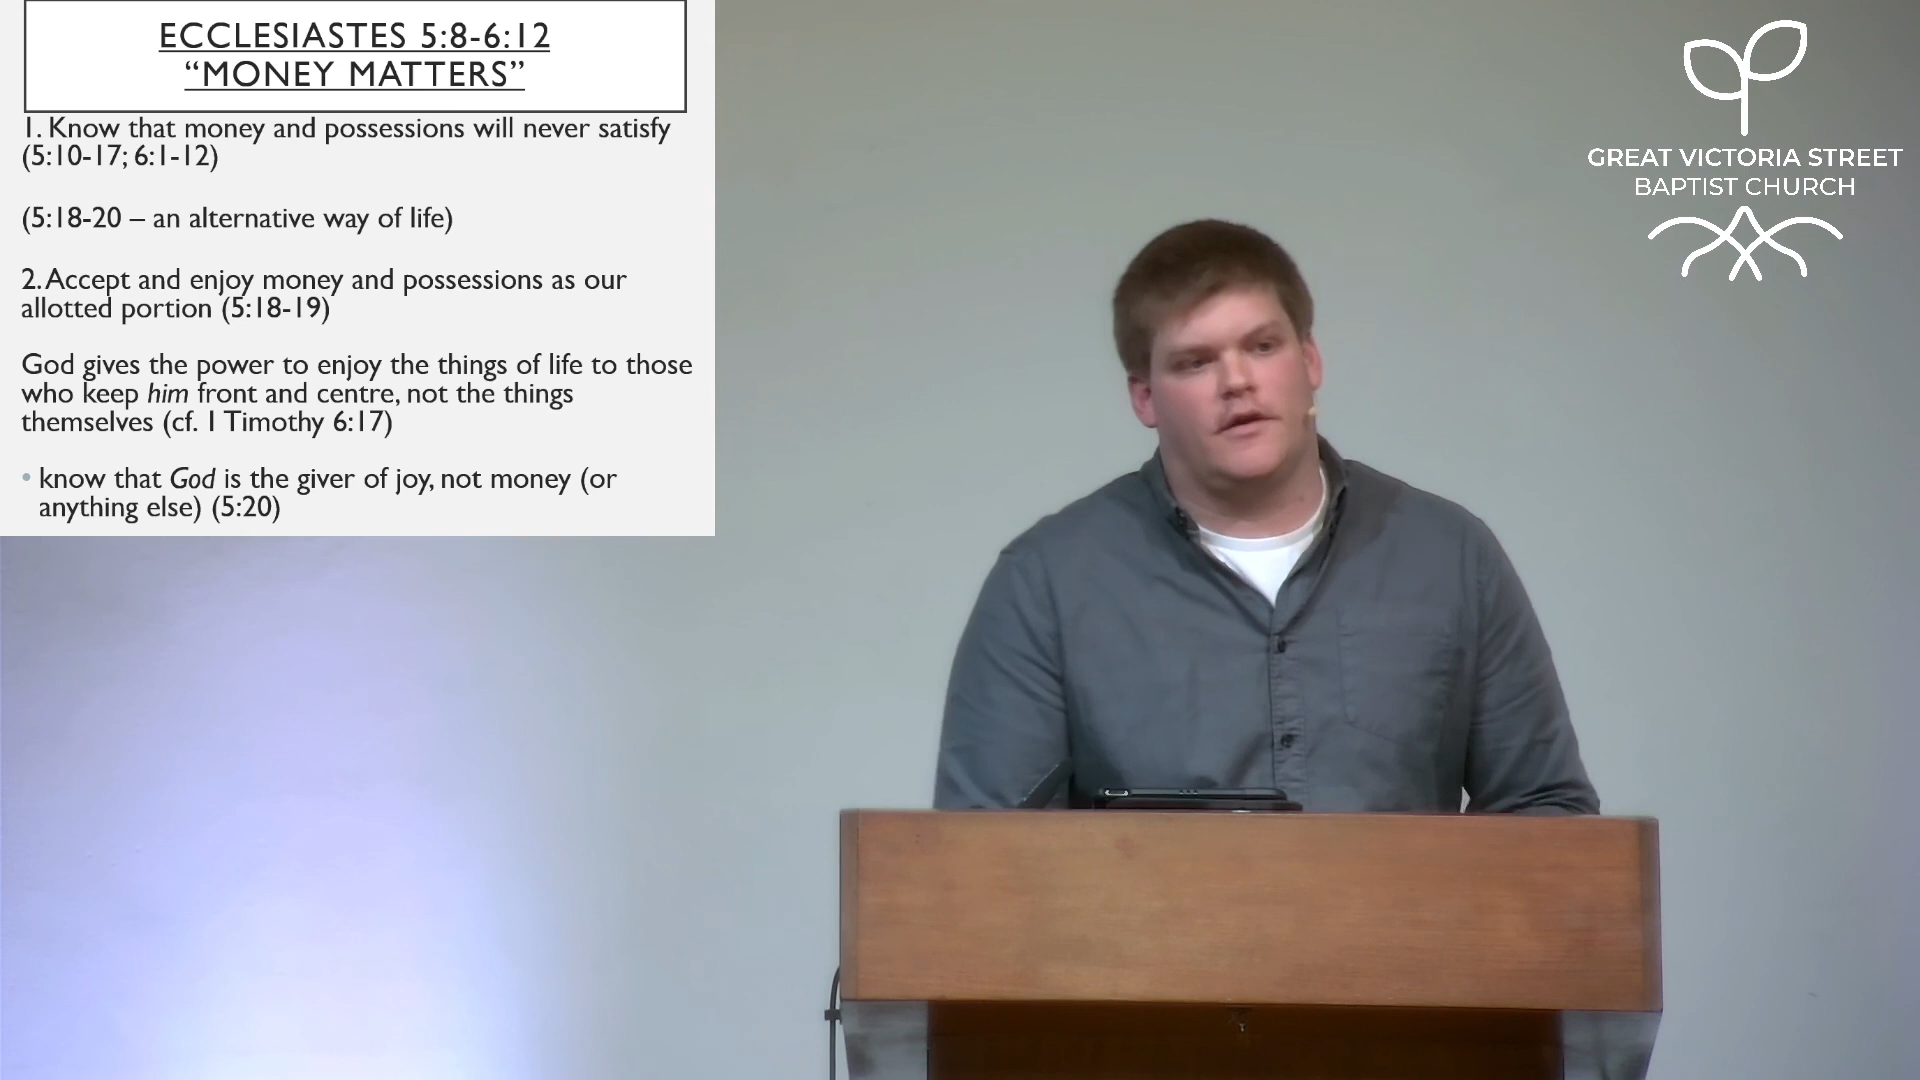 ECCLESIASTES 5:8-6:12
“MONEY MATTERS”
1. Know that money and possessions will never satisfy
(5:10-17; 6:1-12)
(5:18-20 – an alternative way of life)
2. Accept and enjoy money and possessions as our
allotted portion (5:18-19)
God gives the power to enjoy the things of life to those
who keep him front and centre, not the things
themselves (cf. 1 Timothy 6:17)
• know that God is the giver of joy, not money (or
anything else) (5:20)
GREAT VICTORIA STREET
BAPTIST CHURCH